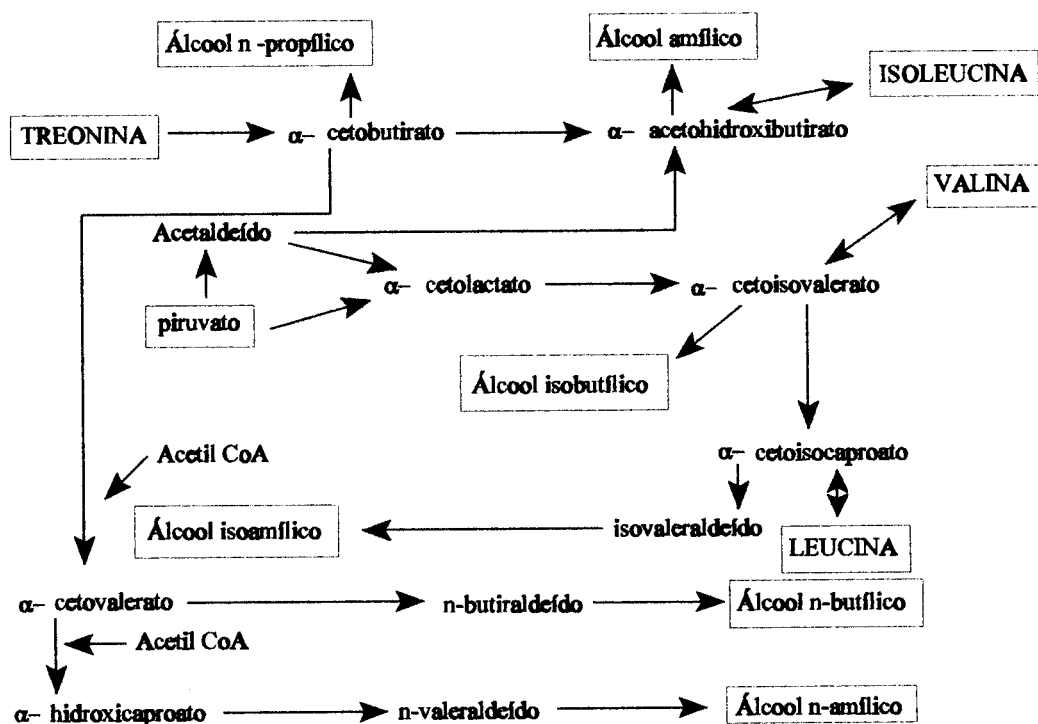 Álcool n -propílico
Álcool amílico
ISOLEUCINA
TREONINA
α- cetobutirato
α- acetohidroxibutirato
VALINA
Acetaldeído
α- cetolactato
α- cetoisovalerato
piruvato
Álcool isobutílico
Acetil CoA
α- cetoisocaproato
Álcool isoamílico
isovaleraldeído
LEUCINA
α- cetovalerato
n-butiraldeído
Álcool n-butílico
Acetil CoA
α- hidroxicaproato
n-valeraldeído
Álcool n-amílico